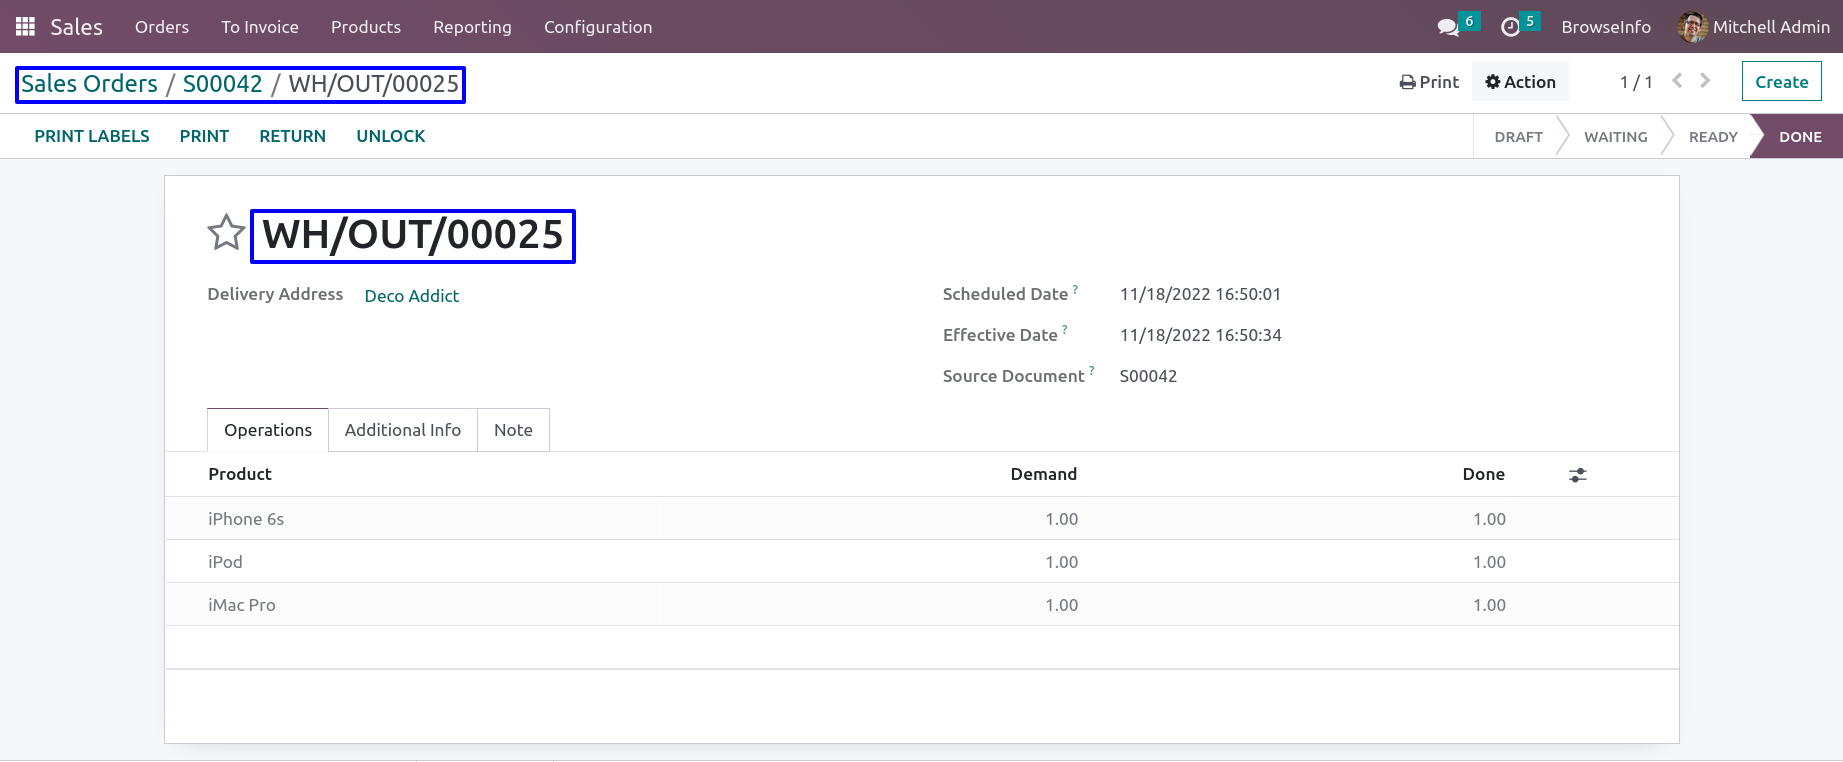 Sales Orders To Invoice Products Reporting Configuration 6 5 BrowseInfo Mitchell Admin
Sales Orders / S00042 / WH/OUT/00025 Print Action 1 / 1 Create
PRINT LABELS PRINT RETURN UNLOCK DRAFT WAITING READY DONE
WH/OUT/00025
Delivery Address Deco Addict Scheduled Date ? 11/18/2022 16:50:01
Effective Date ? 11/18/2022 16:50:34
Source Document ? S00042
Operations Additional Info Note
Product Demand Done
iPhone 6s 1.00 1.00
iPod 1.00 1.00
iMac Pro 1.00 1.00